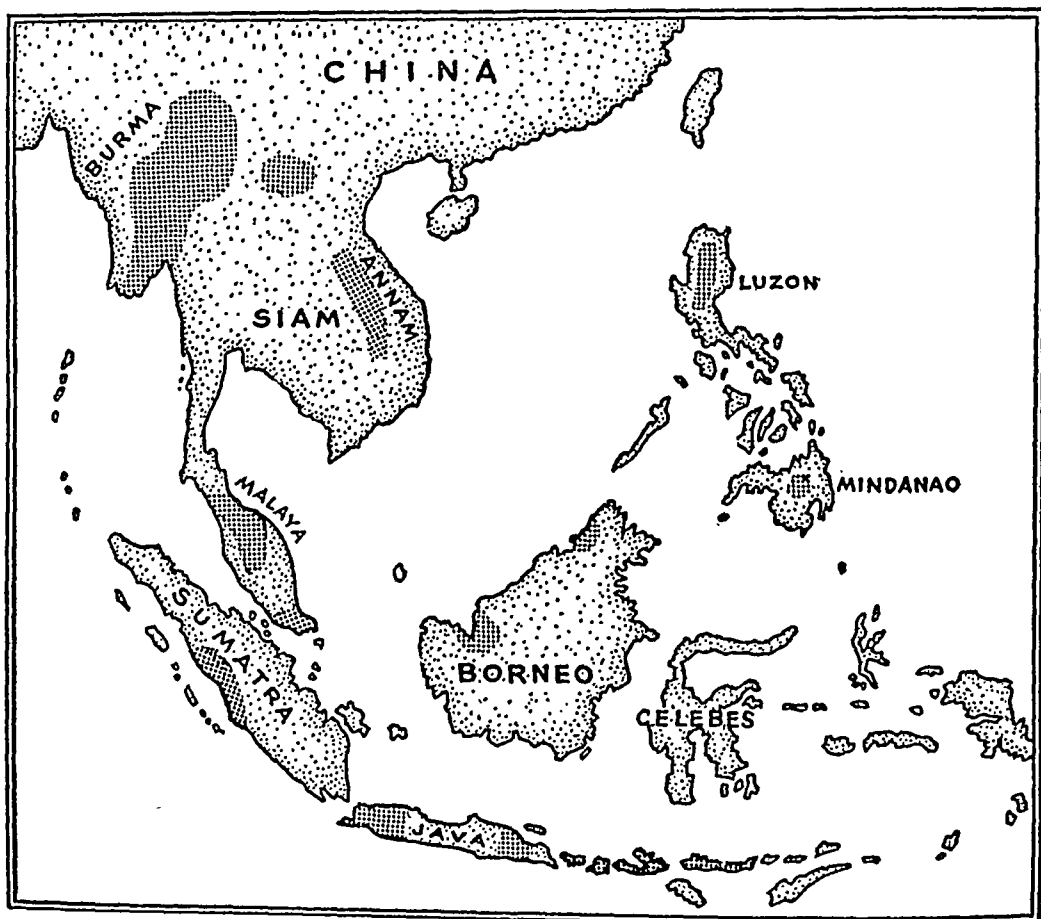 CHINA
BURMA
ANNAM
LUZON
SIAM
MALAYA
MINDANAO
SUMATRA
BORNEO
CELEBES
JAVA